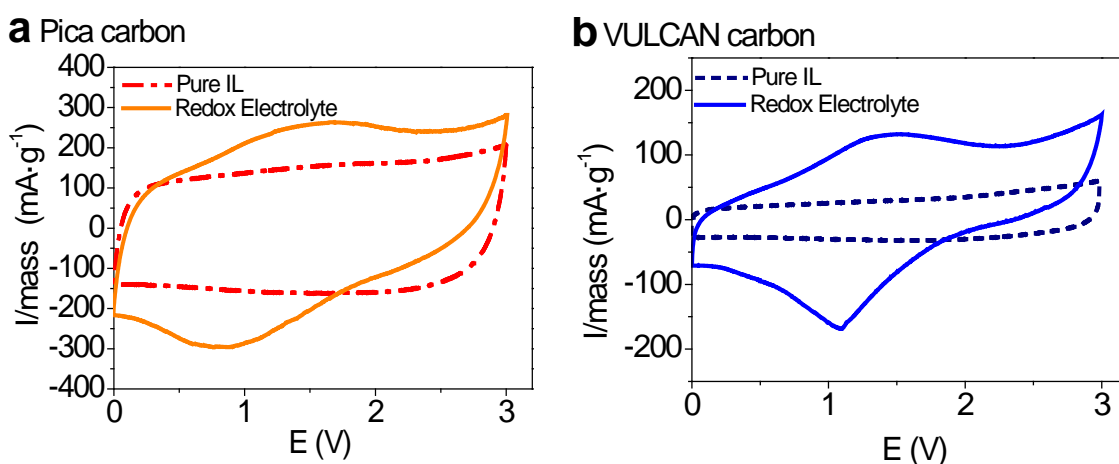 a Pica carbon
400
300
200
100
0
-100
-200
-300
-400
I/mass (mA·g⁻¹)
Pure IL
Redox Electrolyte
0 1 2 3
E (V)
b VULCAN carbon
200
100
0
-100
-200
I/mass (mA·g⁻¹)
Pure IL
Redox Electrolyte
0 1 2 3
E (V)